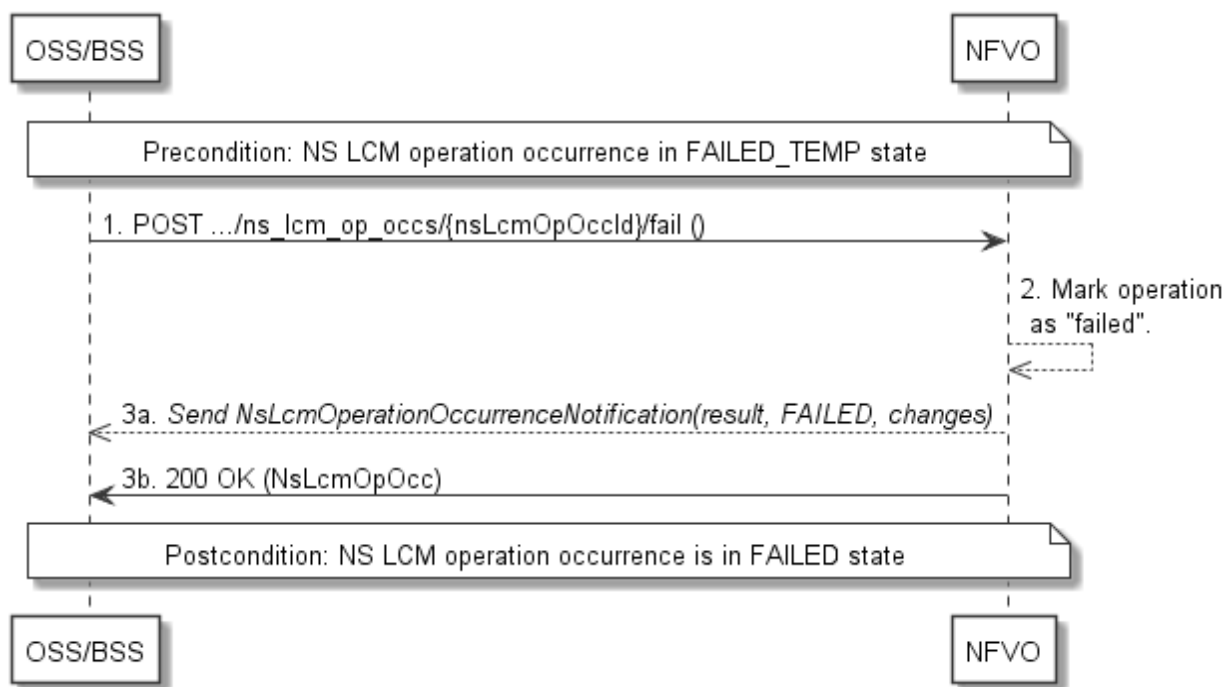 OSS/BSS
NFVO
Precondition: NS LCM operation occurrence in FAILED_TEMP state
1. POST .../ns_lcm_op_occs/{nsLcmOpOccId}/fail ()
2. Mark operation
as "failed".
3a. Send NsLcmOperationOccurrenceNotification(result, FAILED, changes)
3b. 200 OK (NsLcmOpOcc)
Postcondition: NS LCM operation occurrence is in FAILED state
OSS/BSS
NFVO